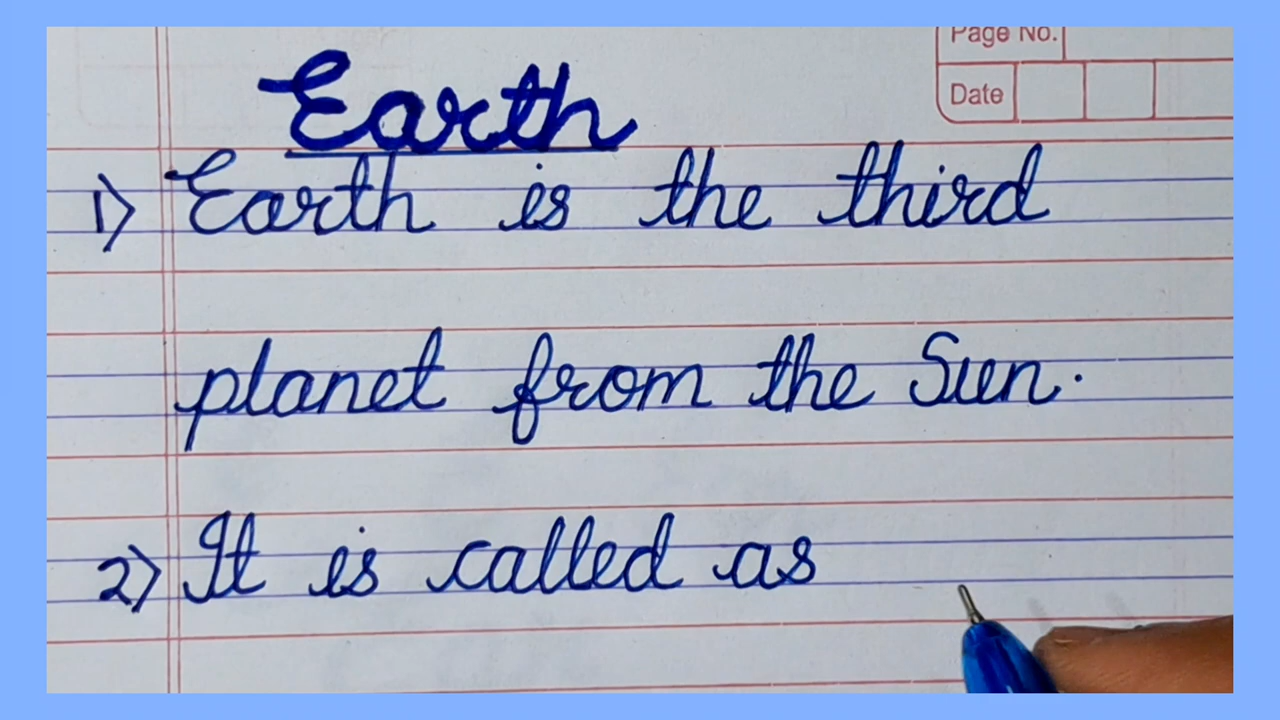 Page No.
Date
Earth
1) Earth is the third
planet from the Sun.
2) It is called as